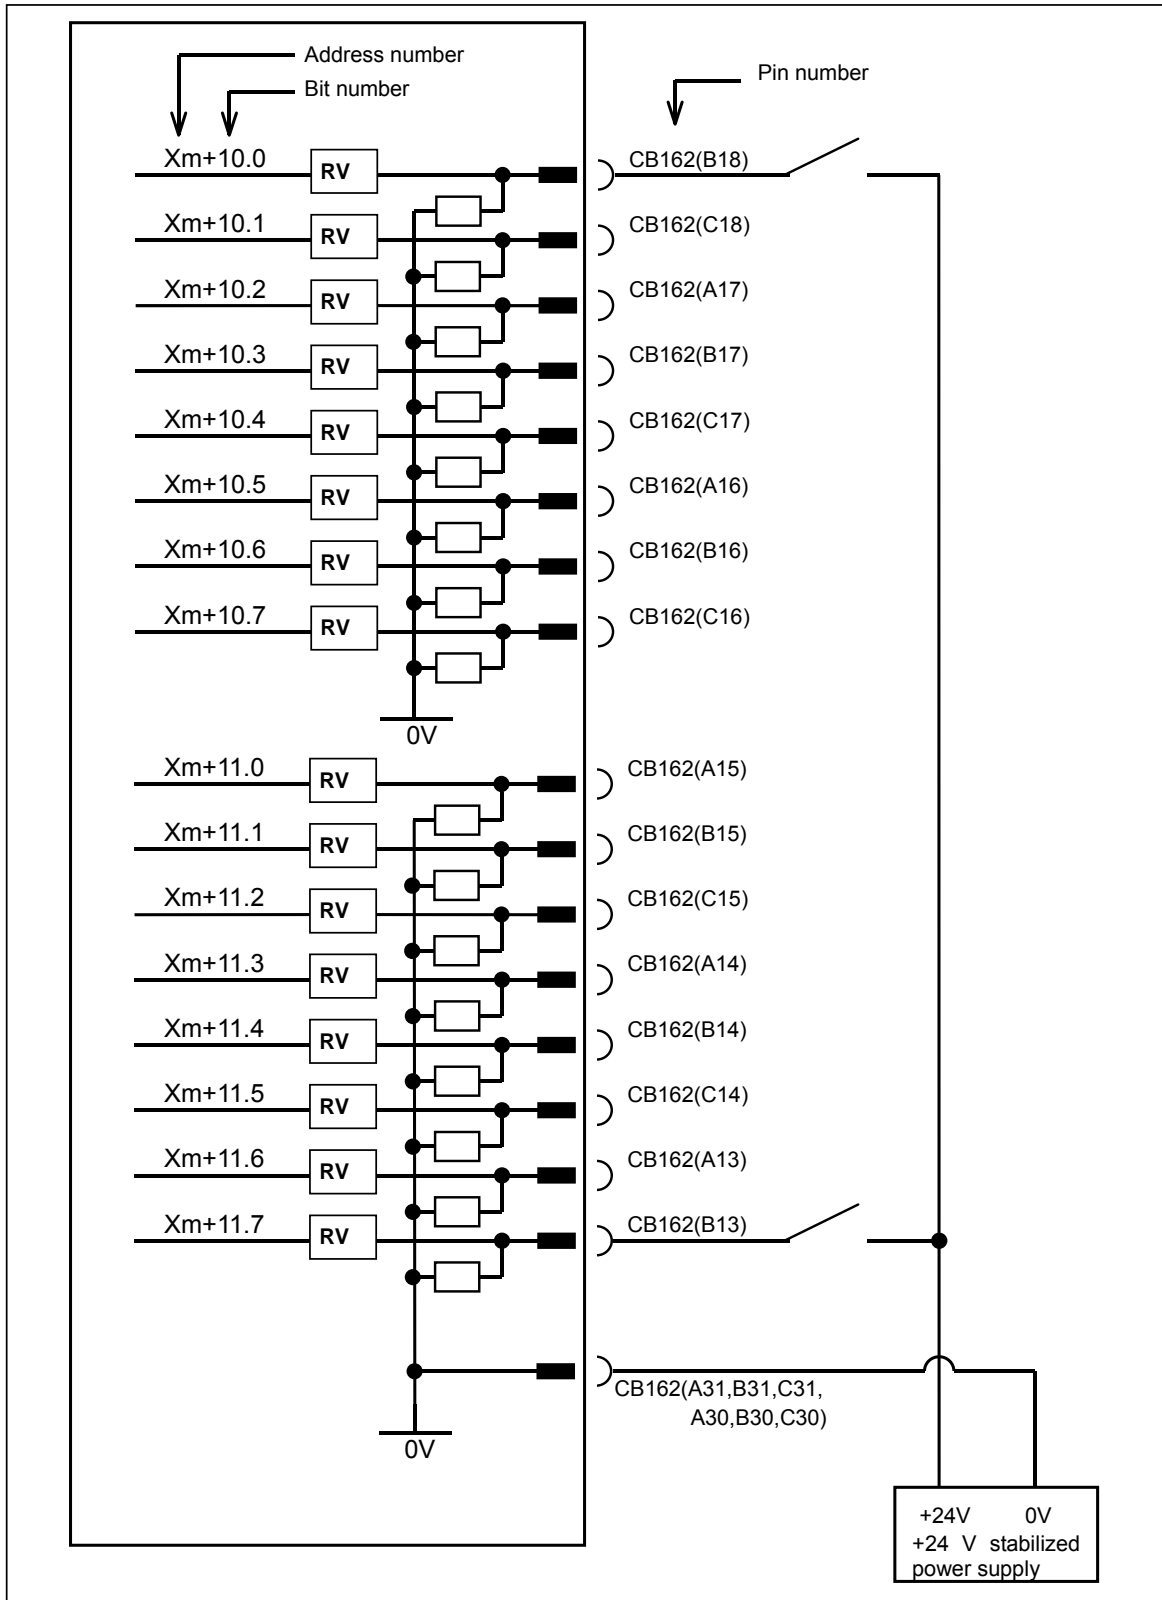 Address number
Pin number
Bit number
Xm+10.0 RV CB162(B18)
Xm+10.1 RV CB162(C18)
Xm+10.2 RV CB162(A17)
Xm+10.3 RV CB162(B17)
Xm+10.4 RV CB162(C17)
Xm+10.5 RV CB162(A16)
Xm+10.6 RV CB162(B16)
Xm+10.7 RV CB162(C16)
0V
Xm+11.0 RV CB162(A15)
Xm+11.1 RV CB162(B15)
Xm+11.2 RV CB162(C15)
Xm+11.3 RV CB162(A14)
Xm+11.4 RV CB162(B14)
Xm+11.5 RV CB162(C14)
Xm+11.6 RV CB162(A13)
Xm+11.7 RV CB162(B13)
CB162(A31,B31,C31,
A30,B30,C30)
0V
+24V 0V
+24 V stabilized
power supply